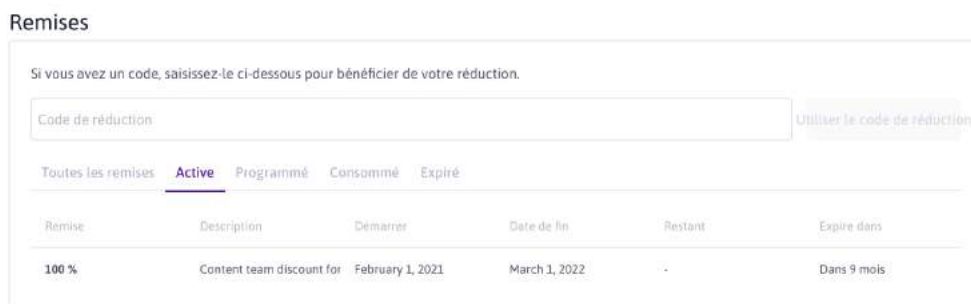 Remises
Si vous avez un code, saisissez-le ci-dessous pour bénéficier de votre réduction.
Code de réduction Utiliser le code de réduction
Toutes les remises Active Programmé Consommé Expiré
Remise Description Démarrer Date de fin Restant Expire dans
100 % Content team discount for February 1, 2021 March 1, 2022 - Dans 9 mois